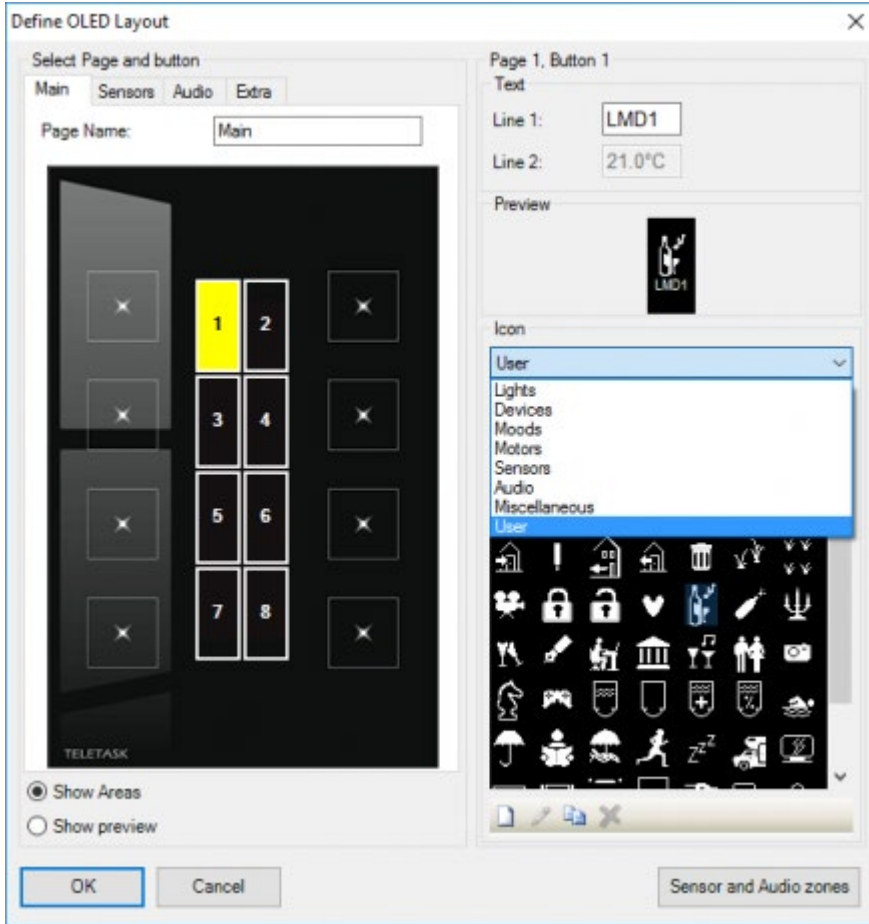 Define OLED Layout
Select Page and button
Main Sensors Audio Extra
Page Name: Main
1 2
3 4
5 6
7 8
TELETASK
Show Areas
Show preview
OK Cancel
Page 1, Button 1
Text
Line 1: LMD1
Line 2: 21.0°C
Preview
LMD1
Icon
User
Lights
Devices
Moods
Motors
Sensors
Audio
Miscellaneous
User
zzz
Sensor and Audio zones